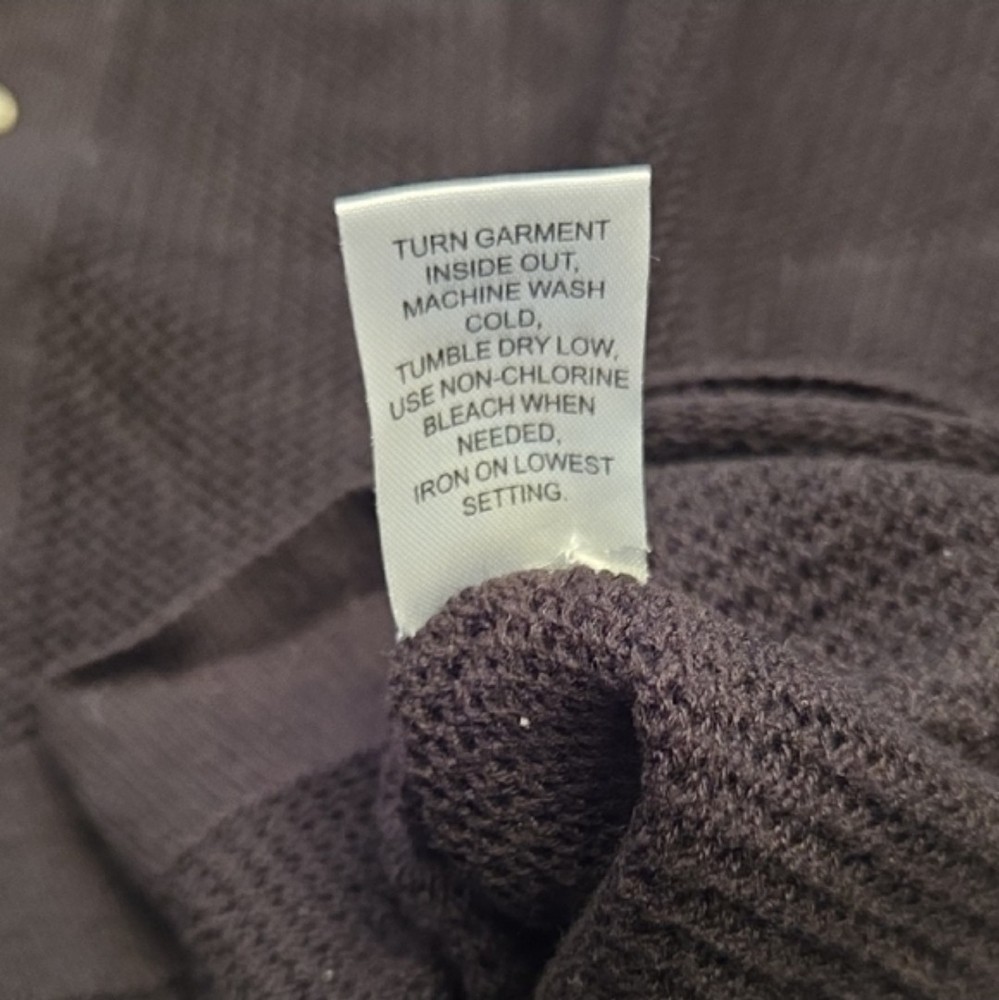 TURN GARMENT
INSIDE OUT,
MACHINE WASH
COLD,
TUMBLE DRY LOW,
USE NON-CHLORINE
BLEACH WHEN
NEEDED,
IRON ON LOWEST
SETTING.